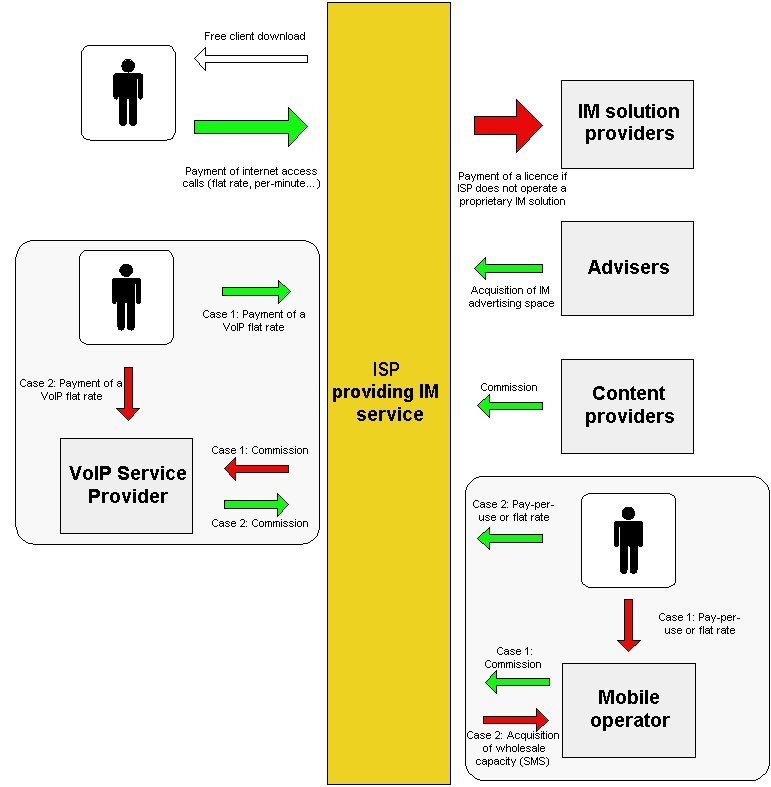 Free client download
Payment of internet access
calls (flat rate, per-minute...)
IM solution
providers
Payment of a licence if
ISP does not operate a
proprietary IM solution
Advisers
Acquisition of IM
advertising space
Case 1: Payment of a
VoIP flat rate
Case 2: Payment of a
VoIP flat rate
ISP
providing IM
service
Commission
Content
providers
VoIP Service
Provider
Case 1: Commission
Case 2: Commission
Case 2: Pay-per-
use or flat rate
Case 1: Pay-per-
use or flat rate
Case 1:
Commission
Mobile
operator
Case 2: Acquisition
of wholesale
capacity (SMS)